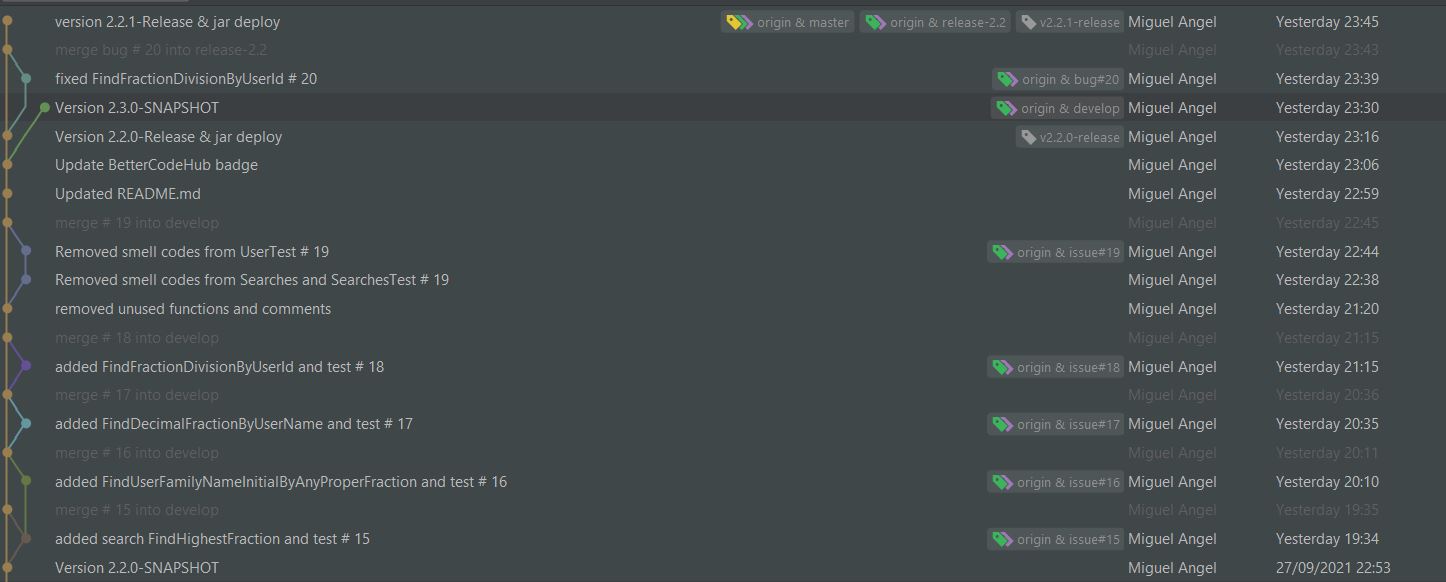 version 2.2.1-Release & jar deploy origin & master origin & release-2.2 v2.2.1-release Miguel Angel Yesterday 23:45
merge bug # 20 into release-2.2 Miguel Angel Yesterday 23:43
fixed FindFractionDivisionByUserId # 20 origin & bug#20 Miguel Angel Yesterday 23:39
Version 2.3.0-SNAPSHOT origin & develop Miguel Angel Yesterday 23:30
Version 2.2.0-Release & jar deploy v2.2.0-release Miguel Angel Yesterday 23:16
Update BetterCodeHub badge Miguel Angel Yesterday 23:06
Updated README.md Miguel Angel Yesterday 22:59
merge # 19 into develop Miguel Angel Yesterday 22:45
Removed smell codes from UserTest # 19 origin & issue#19 Miguel Angel Yesterday 22:44
Removed smell codes from Searches and SearchesTest # 19 Miguel Angel Yesterday 22:38
removed unused functions and comments Miguel Angel Yesterday 21:20
merge # 18 into develop Miguel Angel Yesterday 21:15
added FindFractionDivisionByUserId and test # 18 origin & issue#18 Miguel Angel Yesterday 21:15
merge # 17 into develop Miguel Angel Yesterday 20:36
added FindDecimalFractionByUserName and test # 17 origin & issue#17 Miguel Angel Yesterday 20:35
merge # 16 into develop Miguel Angel Yesterday 20:11
added FindUserFamilyNameInitialByAnyProperFraction and test # 16 origin & issue#16 Miguel Angel Yesterday 20:10
merge # 15 into develop Miguel Angel Yesterday 19:35
added search FindHighestFraction and test # 15 origin & issue#15 Miguel Angel Yesterday 19:34
Version 2.2.0-SNAPSHOT Miguel Angel 27/09/2021 22:53